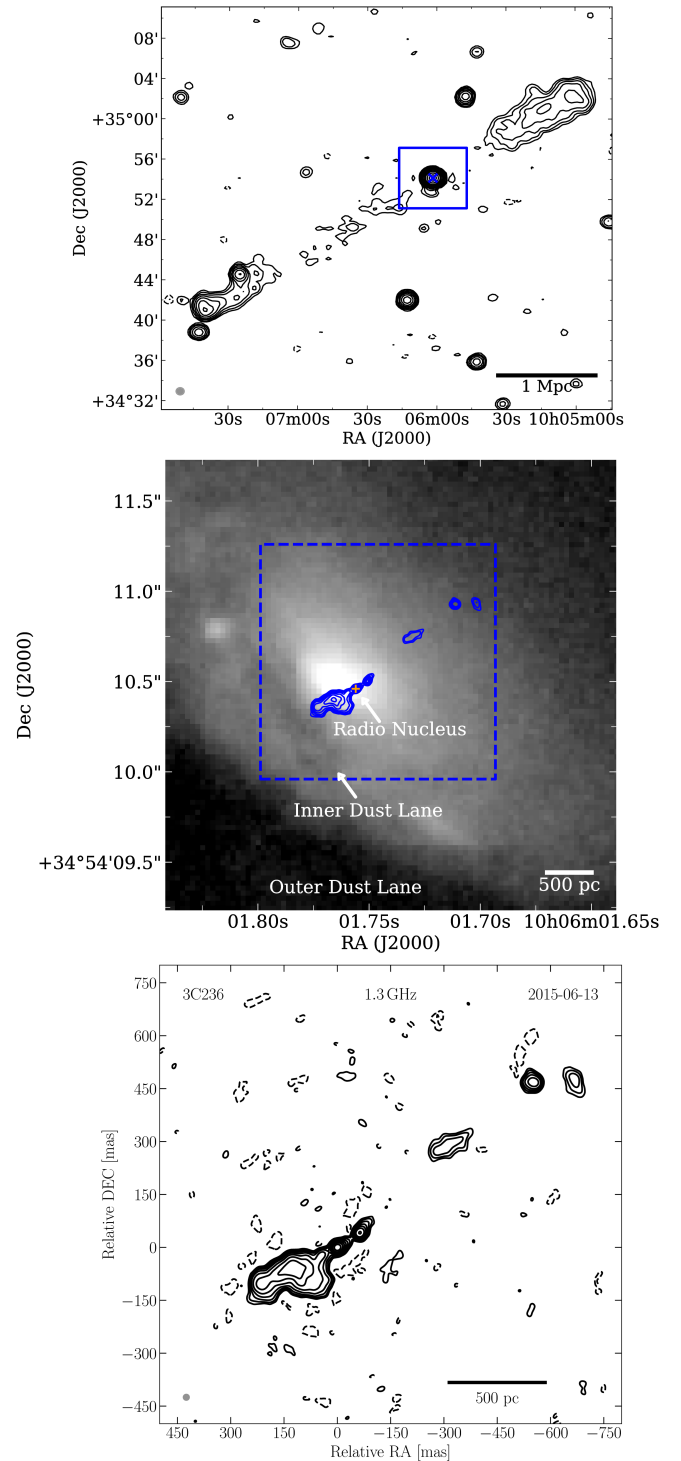 08'
04'
+35°00'
56'
52'
48'
44'
40'
36'
+34°32'
Dec (J2000)
1 Mpc
30s 07m00s 30s 06m00s 30s 10h05m00s
RA (J2000)
11.5"
11.0"
10.5"
10.0"
+34°54'09.5"
Dec (J2000)
Radio Nucleus
Inner Dust Lane
Outer Dust Lane
500 pc
01.80s 01.75s 01.70s 10h06m01.65s
RA (J2000)
3C236 1.3 GHz 2015-06-13
750
600
450
300
150
0
−150
−300
−450
Relative DEC [mas]
500 pc
450 300 150 0 −150 −300 −450 −600 −750
Relative RA [mas]